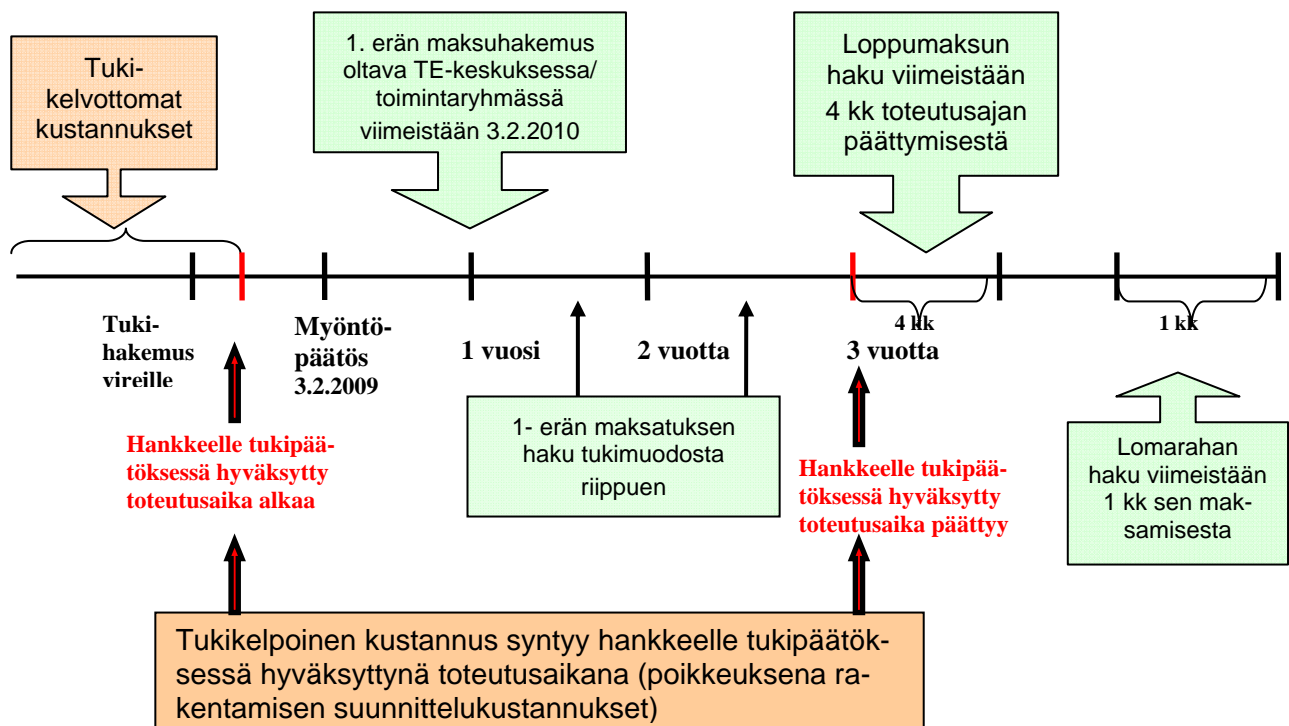 Tuki-
kelvottomat
kustannukset
1. erän maksuhakemus
oltava TE-keskuksessa/
toimintaryhmässä
viimeistään 3.2.2010
Loppumaksun
haku viimeistään
4 kk toteutusajan
päättymisestä
Tuki-
hakemus
vireille
Myöntö-
päätös
3.2.2009
1 vuosi
2 vuotta
4 kk
3 vuotta
1 kk
Hankkeelle tukipää-
töksessä hyväksytty
toteutusaika alkaa
1- erän maksatuksen
haku tukimuodosta
riippuen
Hankkeelle tukipää-
töksessä hyväksytty
toteutusaika päättyy
Lomarahan
haku viimeistään
1 kk sen mak-
samisesta
Tukikelpoinen kustannus syntyy hankkeelle tukipäätök-
sessä hyväksyttynä toteutusaikana (poikkeuksena ra-
kentamisen suunnittelukustannukset)